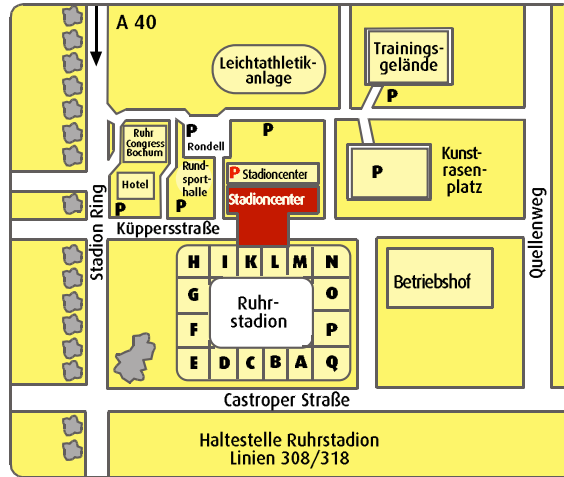 A 40
Leichtathletik-
anlage
Trainings-
gelände
P
Ruhr
Congress
Bochum
Hotel
P
P
Rondell
Rund-
sport-
halle
P
P
P Stadioncenter
Stadioncenter
P
Kunst-
rasen-
platz
Stadion Ring
Küppersstraße
Quellenweg
H I K L M N
G
O
F
P
E D C B A Q
Ruhr-
stadion
Betriebshof
Castroper Straße
Haltestelle Ruhrstadion
Linien 308/318